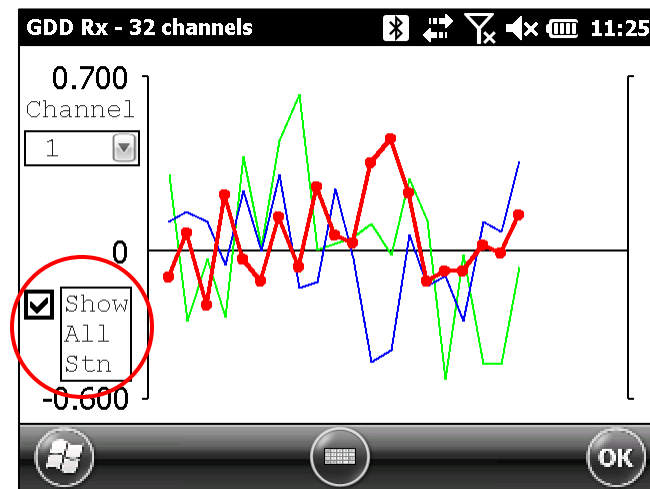 GDD Rx - 32 channels 11:25
0.700
Channel
1
0
Show
All
Stn
-0.600
OK